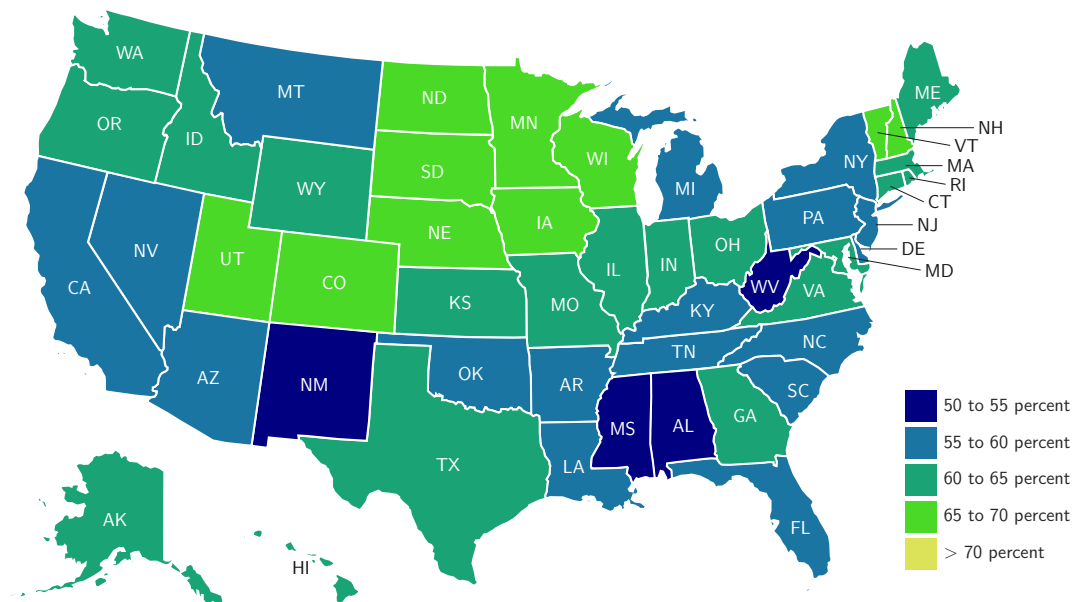 WA
MT
ND
MN
ME
OR
ID
WY
SD
WI
MI
NY
NH
VT
MA
RI
CT
NJ
DE
MD
NV
UT
CO
NE
IA
IL
IN
OH
PA
CA
KS
MO
KY
WV
VA
AZ
NM
OK
AR
TN
NC
SC
GA
AL
MS
LA
TX
FL
AK
HI
50 to 55 percent
55 to 60 percent
60 to 65 percent
65 to 70 percent
> 70 percent